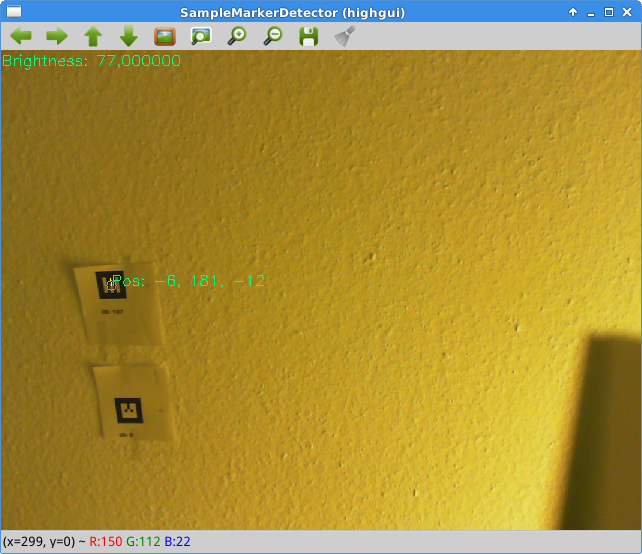 SampleMarkerDetector (highgui)
Brightness: 77,000000
Pos: -6, 181, -12
(x=299, y=0) ~ R:150 G:112 B:22